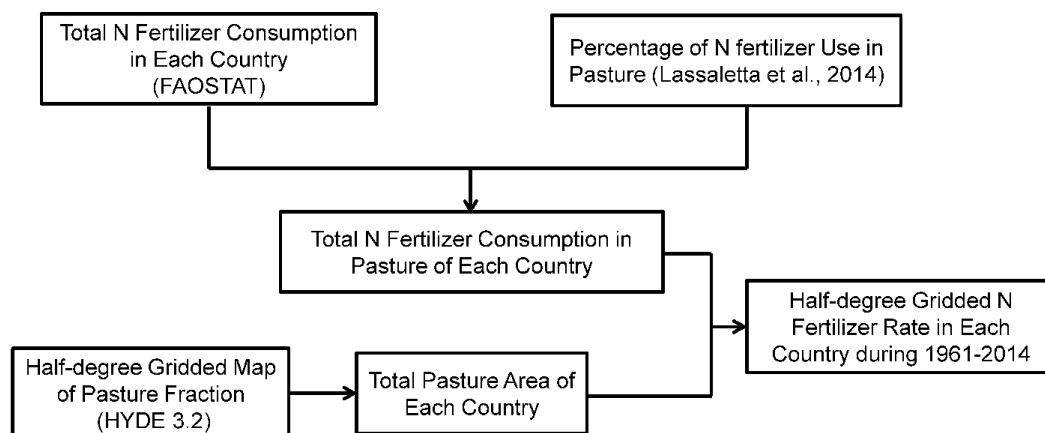 Total N Fertilizer Consumption
in Each Country
(FAOSTAT)
Percentage of N fertilizer Use in
Pasture (Lassaletta et al., 2014)
Total N Fertilizer Consumption in
Pasture of Each Country
Half-degree Gridded N
Fertilizer Rate in Each
Country during 1961-2014
Half-degree Gridded Map
of Pasture Fraction
(HYDE 3.2)
Total Pasture Area of
Each Country